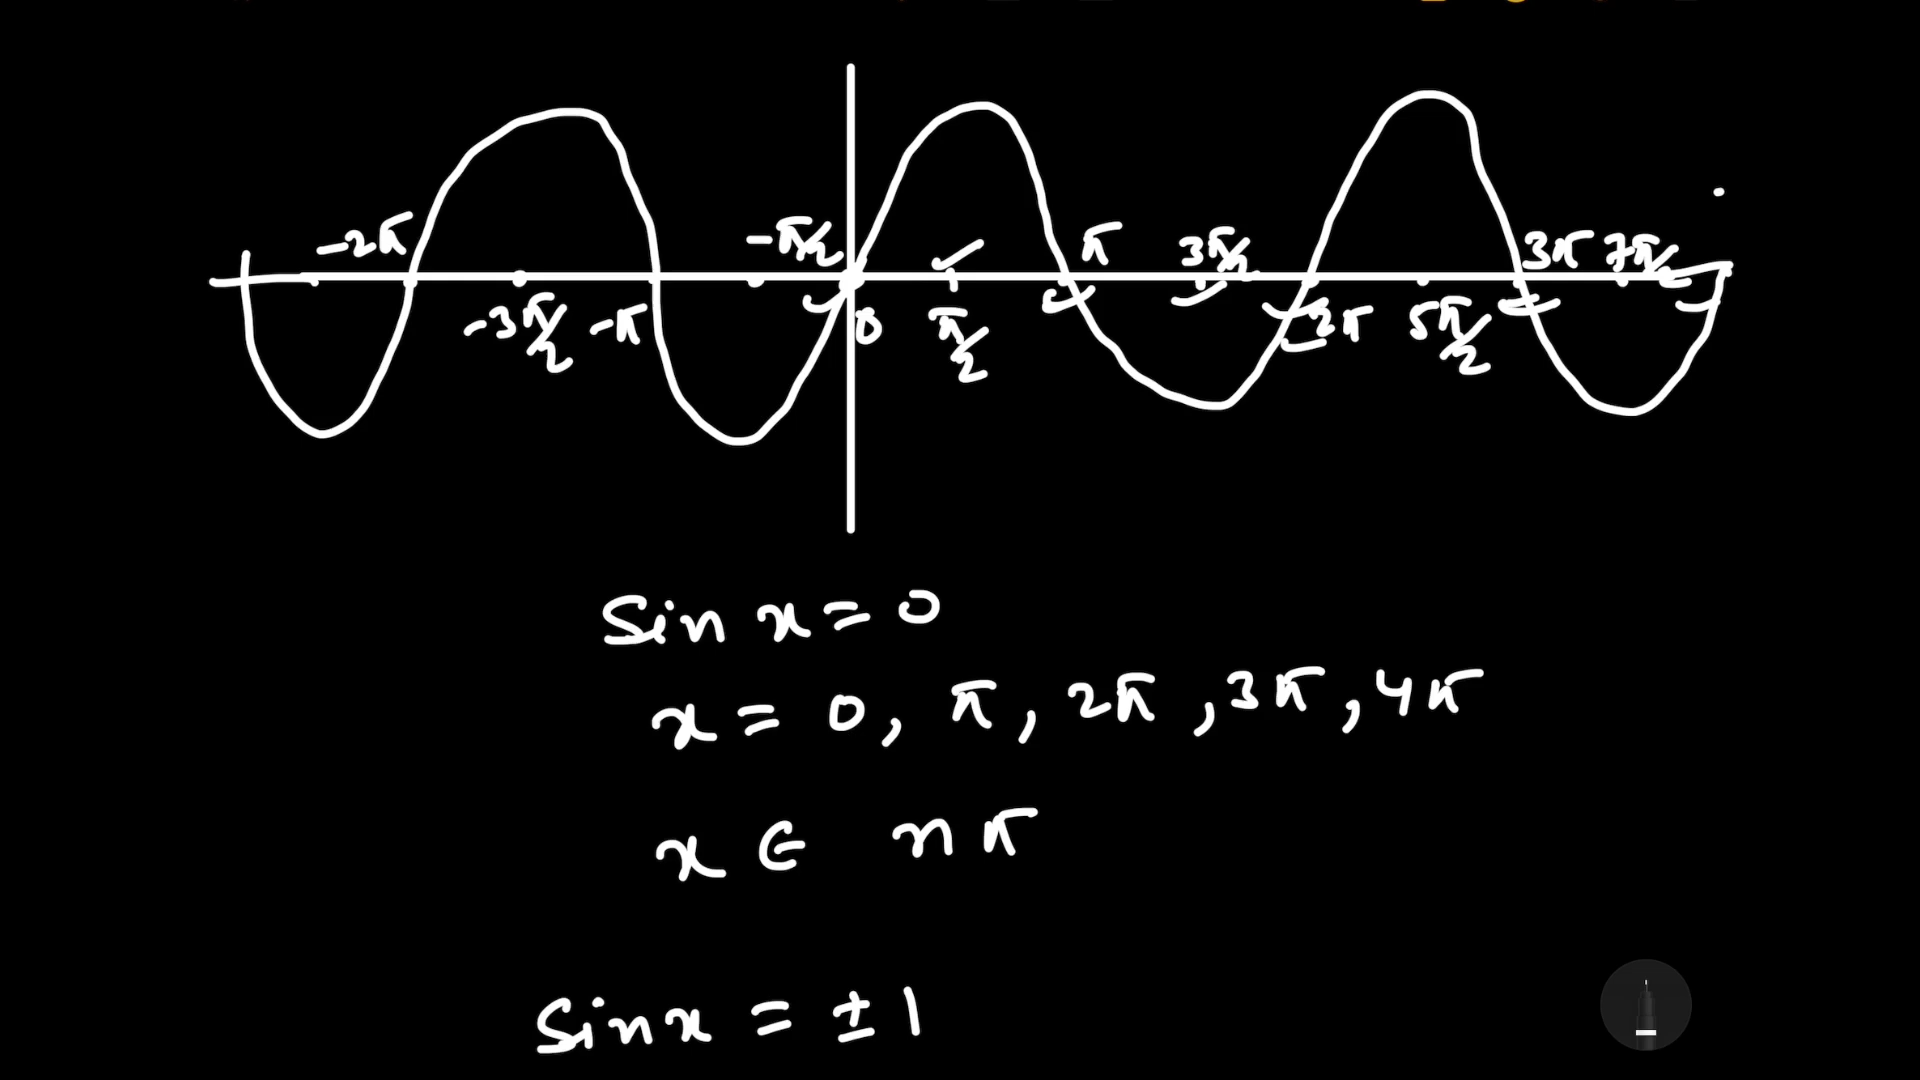 -2π -π/2 π 3π/2 3π 7π/2
-3π/2 -π 0 π/2 2π 5π/2
Sin x = 0
x = 0, π, 2π, 3π, 4π
x ∈ nπ
Sinx = ±1